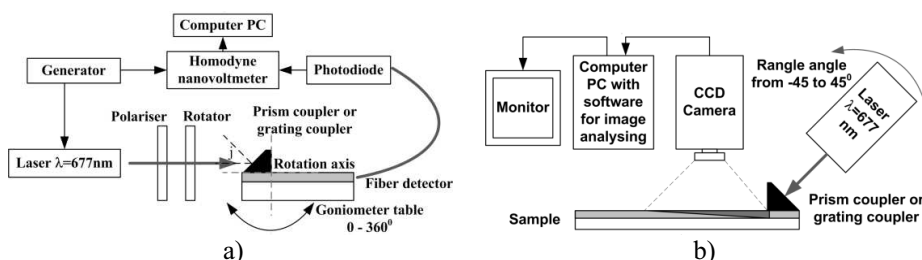 Computer PC
Generator
Homodyne
nanovoltmeter
Photodiode
Polariser
Rotator
Prism coupler or
grating coupler
Laser λ=677nm
Rotation axis
Fiber detector
Goniometer table
0 - 360⁰
a)
Monitor
Computer
PC with
software
for image
analysing
CCD
Camera
Rangle angle
from -45 to 45⁰
Laser
λ=677
nm
Sample
Prism coupler or
grating coupler
b)